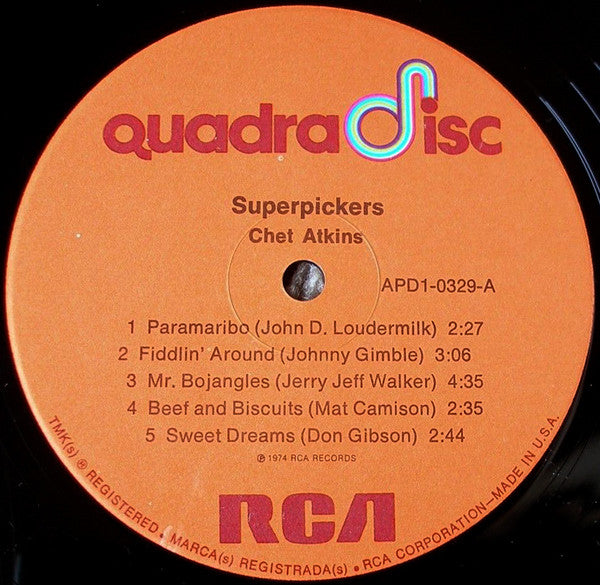 quadradisc
Superpickers
Chet Atkins
APD1-0329-A
1 Paramaribo (John D. Loudermilk) 2:27
2 Fiddlin' Around (Johnny Gimble) 3:06
3 Mr. Bojangles (Jerry Jeff Walker) 4:35
4 Beef and Biscuits (Mat Camison) 2:35
5 Sweet Dreams (Don Gibson) 2:44
℗ 1974 RCA RECORDS
RCA
TMK(s) ® REGISTERED • MARCA(s) REGISTRADA(s) • RCA CORPORATION—MADE IN U.S.A.